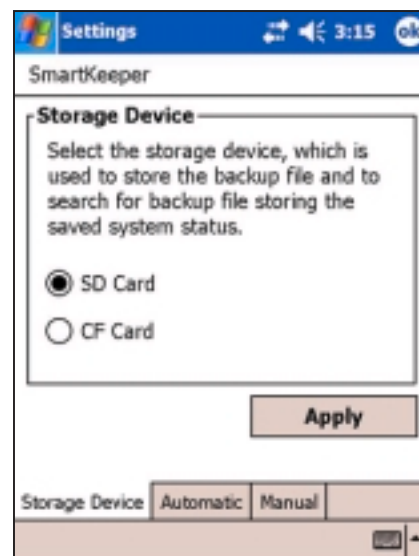 Settings 3:15 ok
SmartKeeper
Storage Device
Select the storage device, which is
used to store the backup file and to
search for backup file storing the
saved system status.
SD Card
CF Card
Apply
Storage Device Automatic Manual